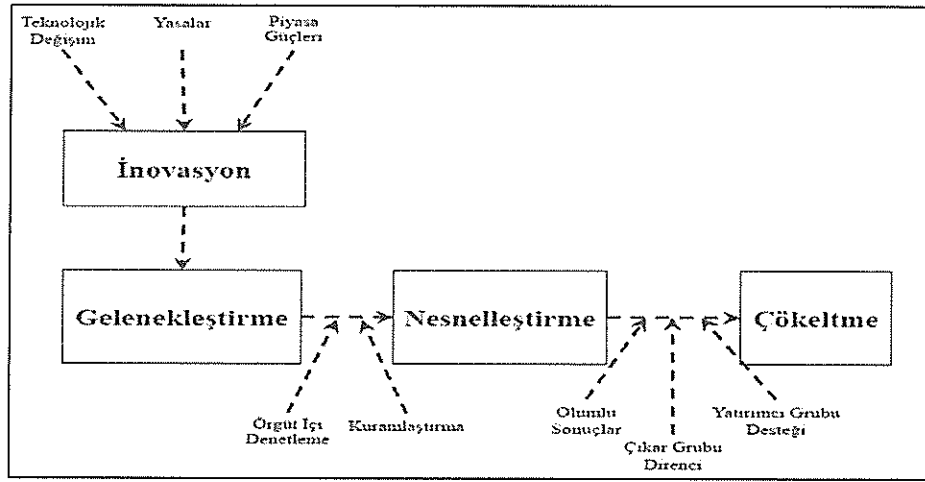 Teknolojik
Değişim
Yasalar
Piyasa
Güçleri
İnovasyon
Gelenekleştirme
Nesnelleştirme
Çökeltme
Örgüt İçi
Denetleme
Kuramlaştırma
Olumlu
Sonuçlar
Çıkar Grubu
Direnci
Yatırımcı Grubu
Desteği